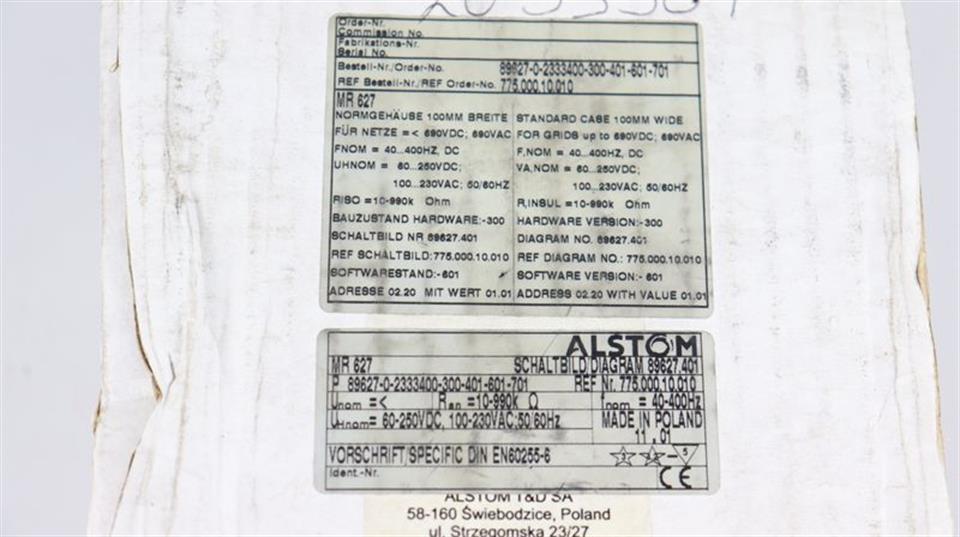 Order-Nr.
Commission No.
Fabrikations-Nr.
Serial No.
Bestell-Nr./Order-No. 89627-0-2333400-300-401-601-701
REF Bestell-Nr./REF Order-No. 775.000.10.010
MR 627
NORMGEHÄUSE 100MM BREITE
FÜR NETZE =< 690VDC; 690VAC
FNOM = 40...400HZ, DC
UHNOM = 60...250VDC;
100...230VAC; 50/60HZ
RISO =10-990k Ohm
BAUZUSTAND HARDWARE:-300
SCHALTBILD NR 89627.401
REF SCHALTBILD:775.000.10.010
SOFTWARESTAND:-601
ADRESSE 02.20 MIT WERT 01.01
STANDARD CASE 100MM WIDE
FOR GRIDS up to 690VDC; 690VAC
F,NOM = 40...400HZ, DC
VA,NOM = 60...250VDC;
100...230VAC; 50/60HZ
R,INSUL =10-990k Ohm
HARDWARE VERSION:-300
DIAGRAM NO. 89627.401
REF DIAGRAM NO.: 775.000.10.010
SOFTWARE VERSION:- 601
ADDRESS 02.20 WITH VALUE 01.01
ALSTOM
MR 627 SCHALTBILD/DIAGRAM 89627.401
P 89627-0-2333400-300-401-601-701 REF Nr. 775.000.10.010
Unom =< Ran =10-990k Ω fnom = 40-400Hz
UHnom= 60-250VDC, 100-230VAC;50/60Hz MADE IN POLAND
11 .01
VORSCHRIFT/SPECIFIC DIN EN60255-6 5
Ident.-Nr. CE
ALSTOM T&D SA
58-160 Świebodzice, Poland
ul. Strzegomska 23/27